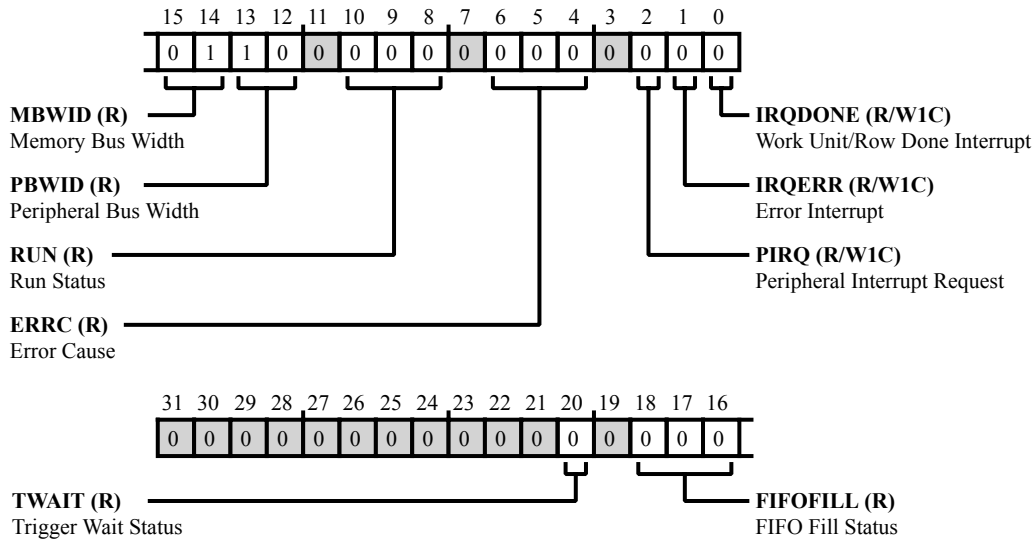 15 14 13 12 11 10 9 8 7 6 5 4 3 2 1 0
0 1 1 0 0 0 0 0 0 0 0 0 0 0 0 0
MBWID (R)
Memory Bus Width
PBWID (R)
Peripheral Bus Width
RUN (R)
Run Status
ERRC (R)
Error Cause
IRQDONE (R/W1C)
Work Unit/Row Done Interrupt
IRQERR (R/W1C)
Error Interrupt
PIRQ (R/W1C)
Peripheral Interrupt Request
31 30 29 28 27 26 25 24 23 22 21 20 19 18 17 16
0 0 0 0 0 0 0 0 0 0 0 0 0 0 0 0
TWAIT (R)
Trigger Wait Status
FIFOFILL (R)
FIFO Fill Status